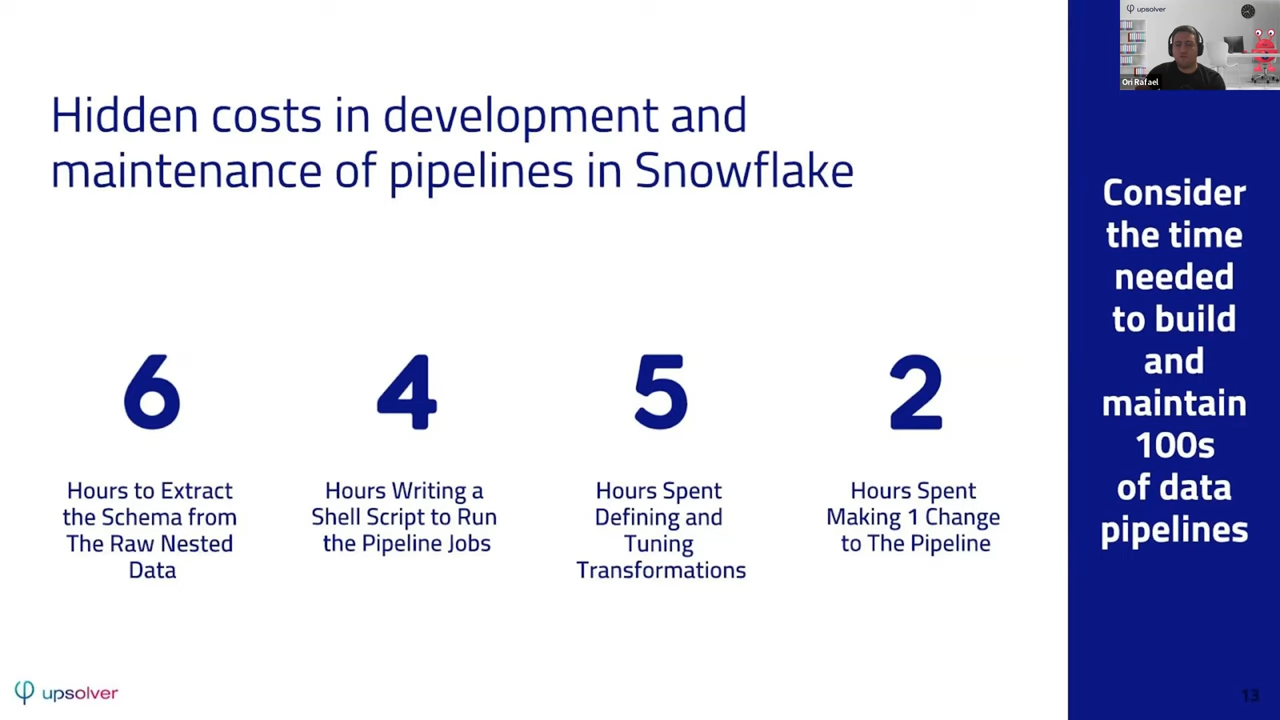 upsolver
Ori Rafael
Hidden costs in development and
maintenance of pipelines in Snowflake
6
Hours to Extract
the Schema from
The Raw Nested
Data
4
Hours Writing a
Shell Script to Run
the Pipeline Jobs
5
Hours Spent
Defining and
Tuning
Transformations
2
Hours Spent
Making 1 Change
to The Pipeline
Consider
the time
needed
to build
and
maintain
100s
of data
pipelines
upsolver
13